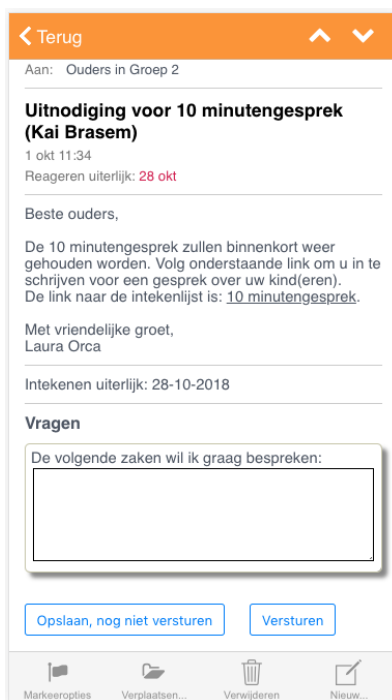 Terug
Aan: Ouders in Groep 2
Uitnodiging voor 10 minutengesprek
(Kai Brasem)
1 okt 11:34
Reageren uiterlijk: 28 okt
Beste ouders,
De 10 minutengesprek zullen binnenkort weer
gehouden worden. Volg onderstaande link om u in te
schrijven voor een gesprek over uw kind(eren).
De link naar de intekenlijst is: 10 minutengesprek.
Met vriendelijke groet,
Laura Orca
Intekenen uiterlijk: 28-10-2018
Vragen
De volgende zaken wil ik graag bespreken:
Opslaan, nog niet versturen Versturen
Markeeropties Verplaatsen... Verwijderen Nieuw...